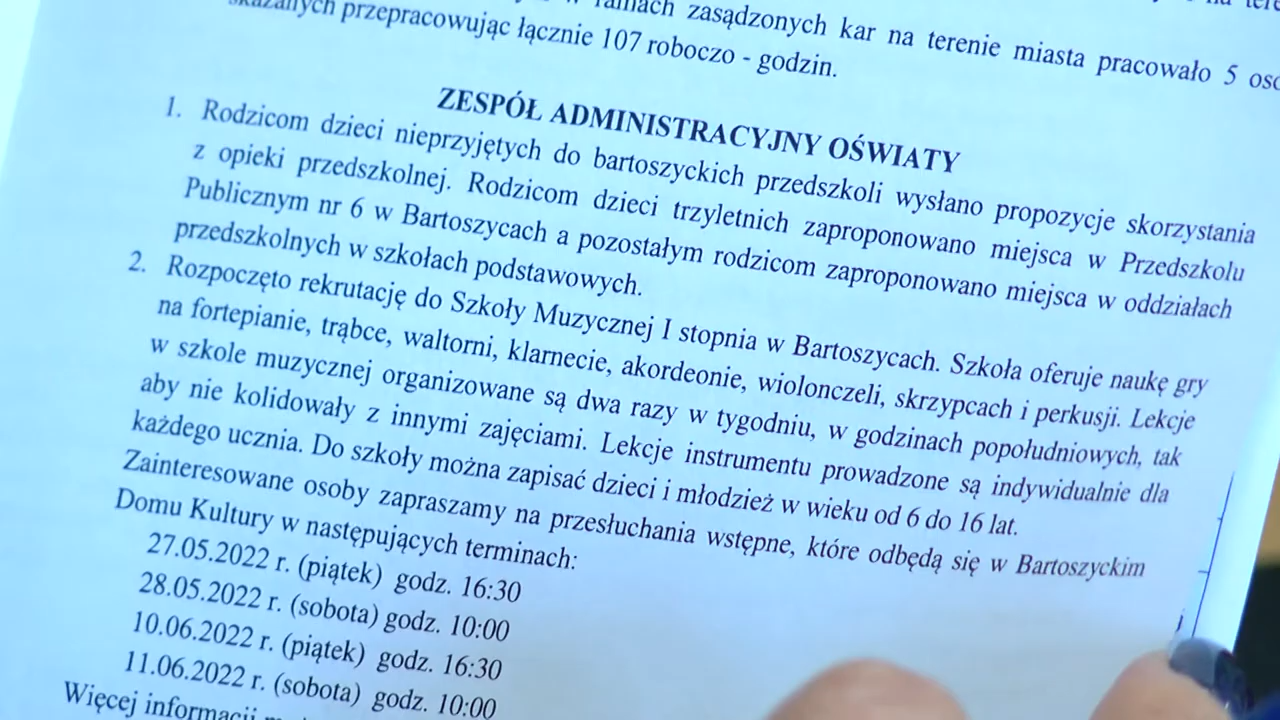 w ramach zasądzonych kar na terenie miasta pracowało 5
przepracowując łącznie 107 roboczo - godzin.
ZESPÓŁ ADMINISTRACYJNY OŚWIATY
1. Rodzicom dzieci nieprzyjętych do bartoszyckich przedszkoli wysłano propozycje skorzystania
z opieki przedszkolnej. Rodzicom dzieci trzyletnich zaproponowano miejsca w Przedszkolu
Publicznym nr 6 w Bartoszycach a pozostałym rodzicom zaproponowano miejsca w oddziałach
przedszkolnych w szkołach podstawowych.
2. Rozpoczęto rekrutację do Szkoły Muzycznej I stopnia w Bartoszycach. Szkoła oferuje naukę gry
na fortepianie, trąbce, waltorni, klarnecie, akordeonie, wiolonczeli, skrzypcach i perkusji. Lekcje
w szkole muzycznej organizowane są dwa razy w tygodniu, w godzinach popołudniowych, tak
aby nie kolidowały z innymi zajęciami. Lekcje instrumentu prowadzone są indywidualnie dla
każdego ucznia. Do szkoły można zapisać dzieci i młodzież w wieku od 6 do 16 lat.
Zainteresowane osoby zapraszamy na przesłuchania wstępne, które odbędą się w Bartoszyckim
Domu Kultury w następujących terminach:
27.05.2022 r. (piątek) godz. 16:30
28.05.2022 r. (sobota) godz. 10:00
10.06.2022 r. (piątek) godz. 16:30
11.06.2022 r. (sobota) godz. 10:00
Więcej informacji